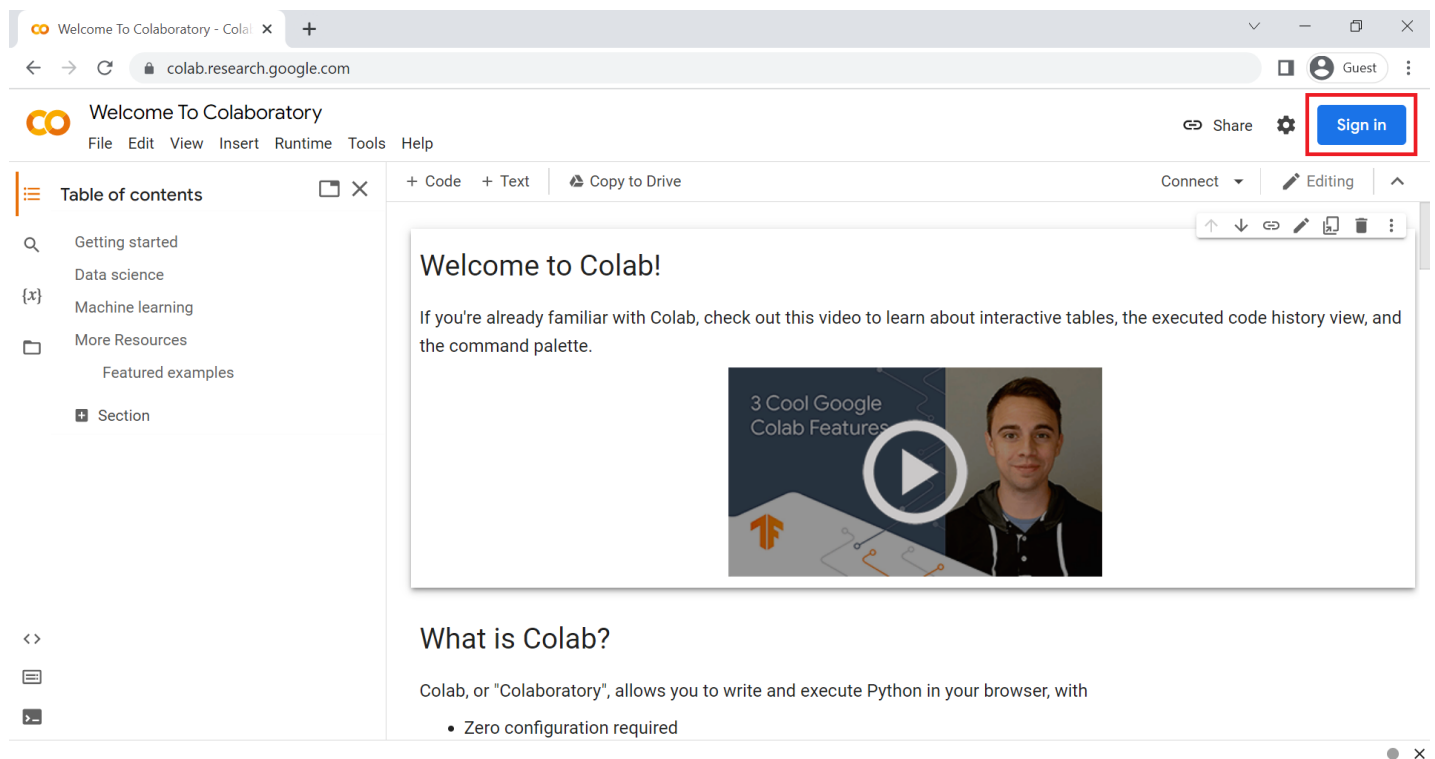 Welcome To Colaboratory - Cola
colab.research.google.com
Guest
Welcome To Colaboratory
File Edit View Insert Runtime Tools Help
Share
Sign in
Table of contents
+ Code + Text Copy to Drive
Connect
Editing
Getting started
Data science
{x}
Machine learning
More Resources
Featured examples
Section
Welcome to Colab!
If you're already familiar with Colab, check out this video to learn about interactive tables, the executed code history view, and
the command palette.
3 Cool Google
Colab Features
What is Colab?
Colab, or "Colaboratory", allows you to write and execute Python in your browser, with
• Zero configuration required